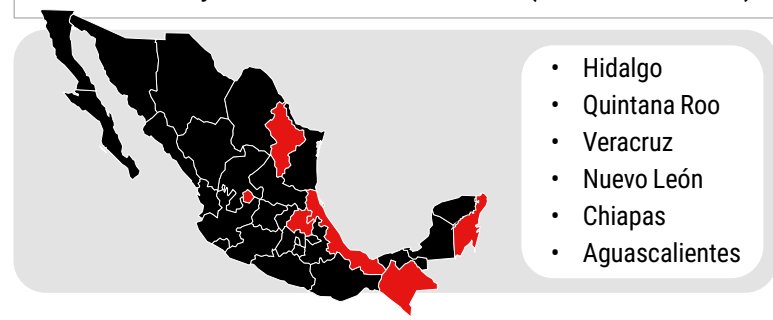 • Hidalgo
• Quintana Roo
• Veracruz
• Nuevo León
• Chiapas
• Aguascalientes